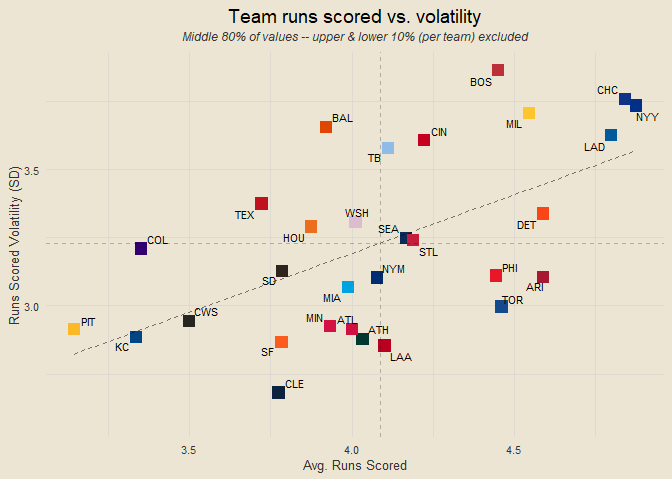 Team runs scored vs. volatility
Middle 80% of values -- upper & lower 10% (per team) excluded
BOS
CHC
NYY
MIL
BAL
CIN
TB
LAD
3.5
TEX
WSH
DET
HOU
SEA
STL
COL
SD
NYM
PHI
ARI
MIA
TOR
3.0
PIT
CWS
MIN
ATL
ATH
KC
SF
LAA
CLE
Runs Scored Volatility (SD)
3.5
4.0
4.5
Avg. Runs Scored